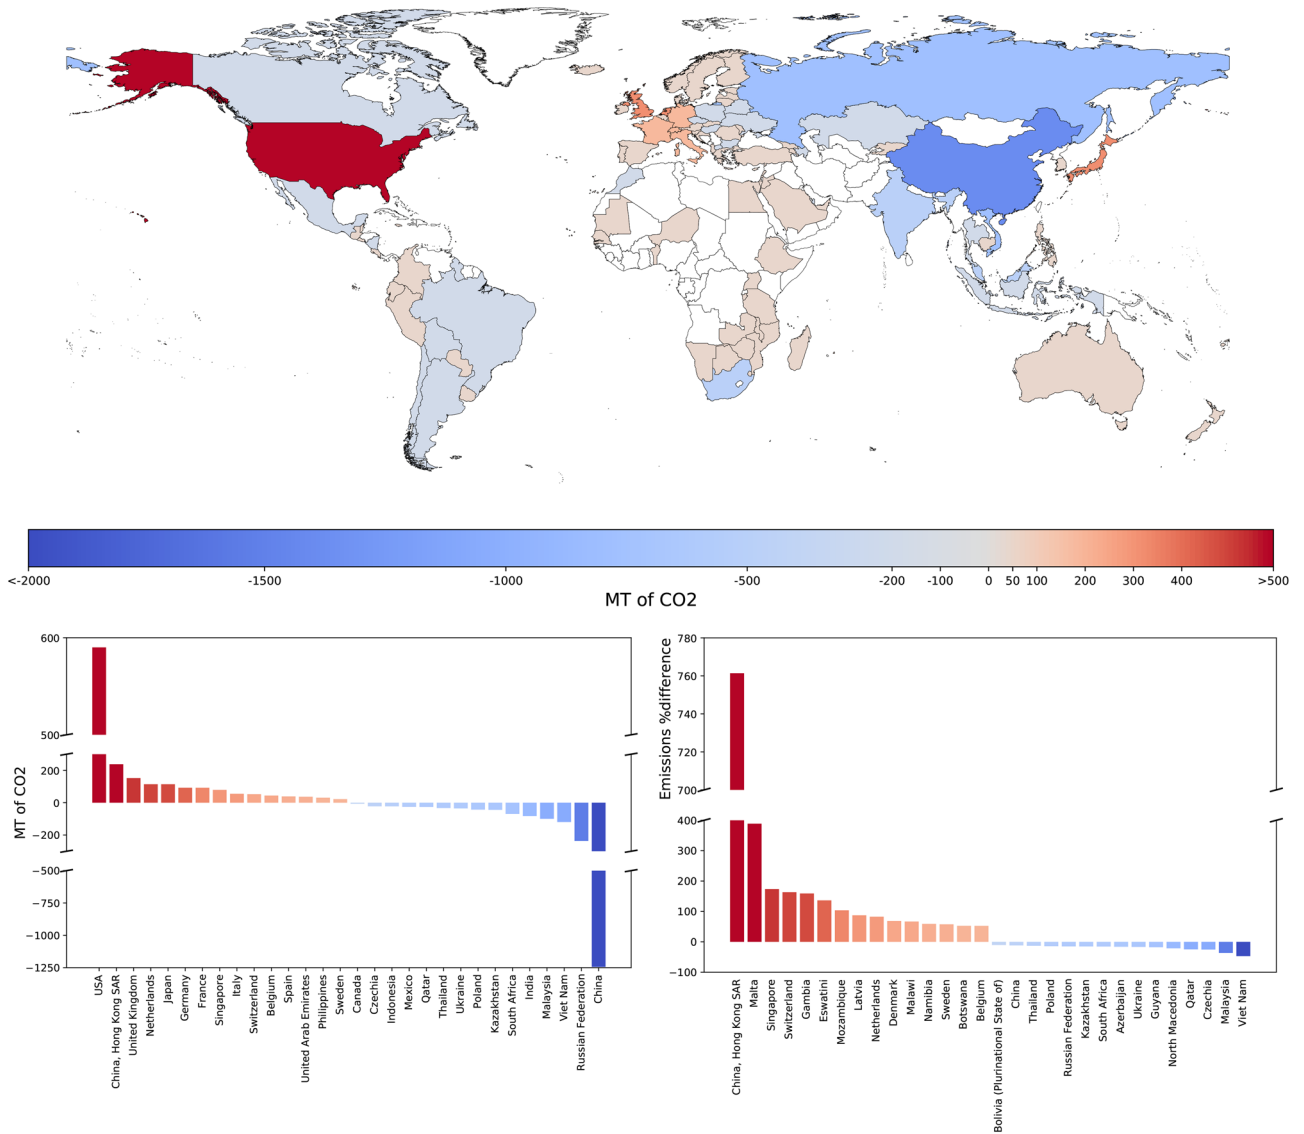 <-2000 -1500 -1000 -500 -200 -100 0 50 100 200 300 400 >500
MT of CO2
600
500
200
0
−200
−500
−750
−1000
−1250
MT of CO2
USA
China, Hong Kong SAR
United Kingdom
Netherlands
Japan
Germany
France
Singapore
Italy
Switzerland
Belgium
Spain
United Arab Emirates
Philippines
Sweden
Canada
Czechia
Indonesia
Mexico
Qatar
Thailand
Ukraine
Poland
Kazakhstan
South Africa
India
Malaysia
Viet Nam
Russian Federation
China
780
760
740
720
700
400
300
200
100
0
−100
Emissions %difference
China, Hong Kong SAR
Malta
Singapore
Switzerland
Gambia
Eswatini
Mozambique
Latvia
Netherlands
Denmark
Malawi
Namibia
Sweden
Botswana
Belgium
Bolivia (Plurinational State of)
China
Thailand
Poland
Russian Federation
Kazakhstan
South Africa
Azerbaijan
Ukraine
Guyana
North Macedonia
Qatar
Czechia
Malaysia
Viet Nam